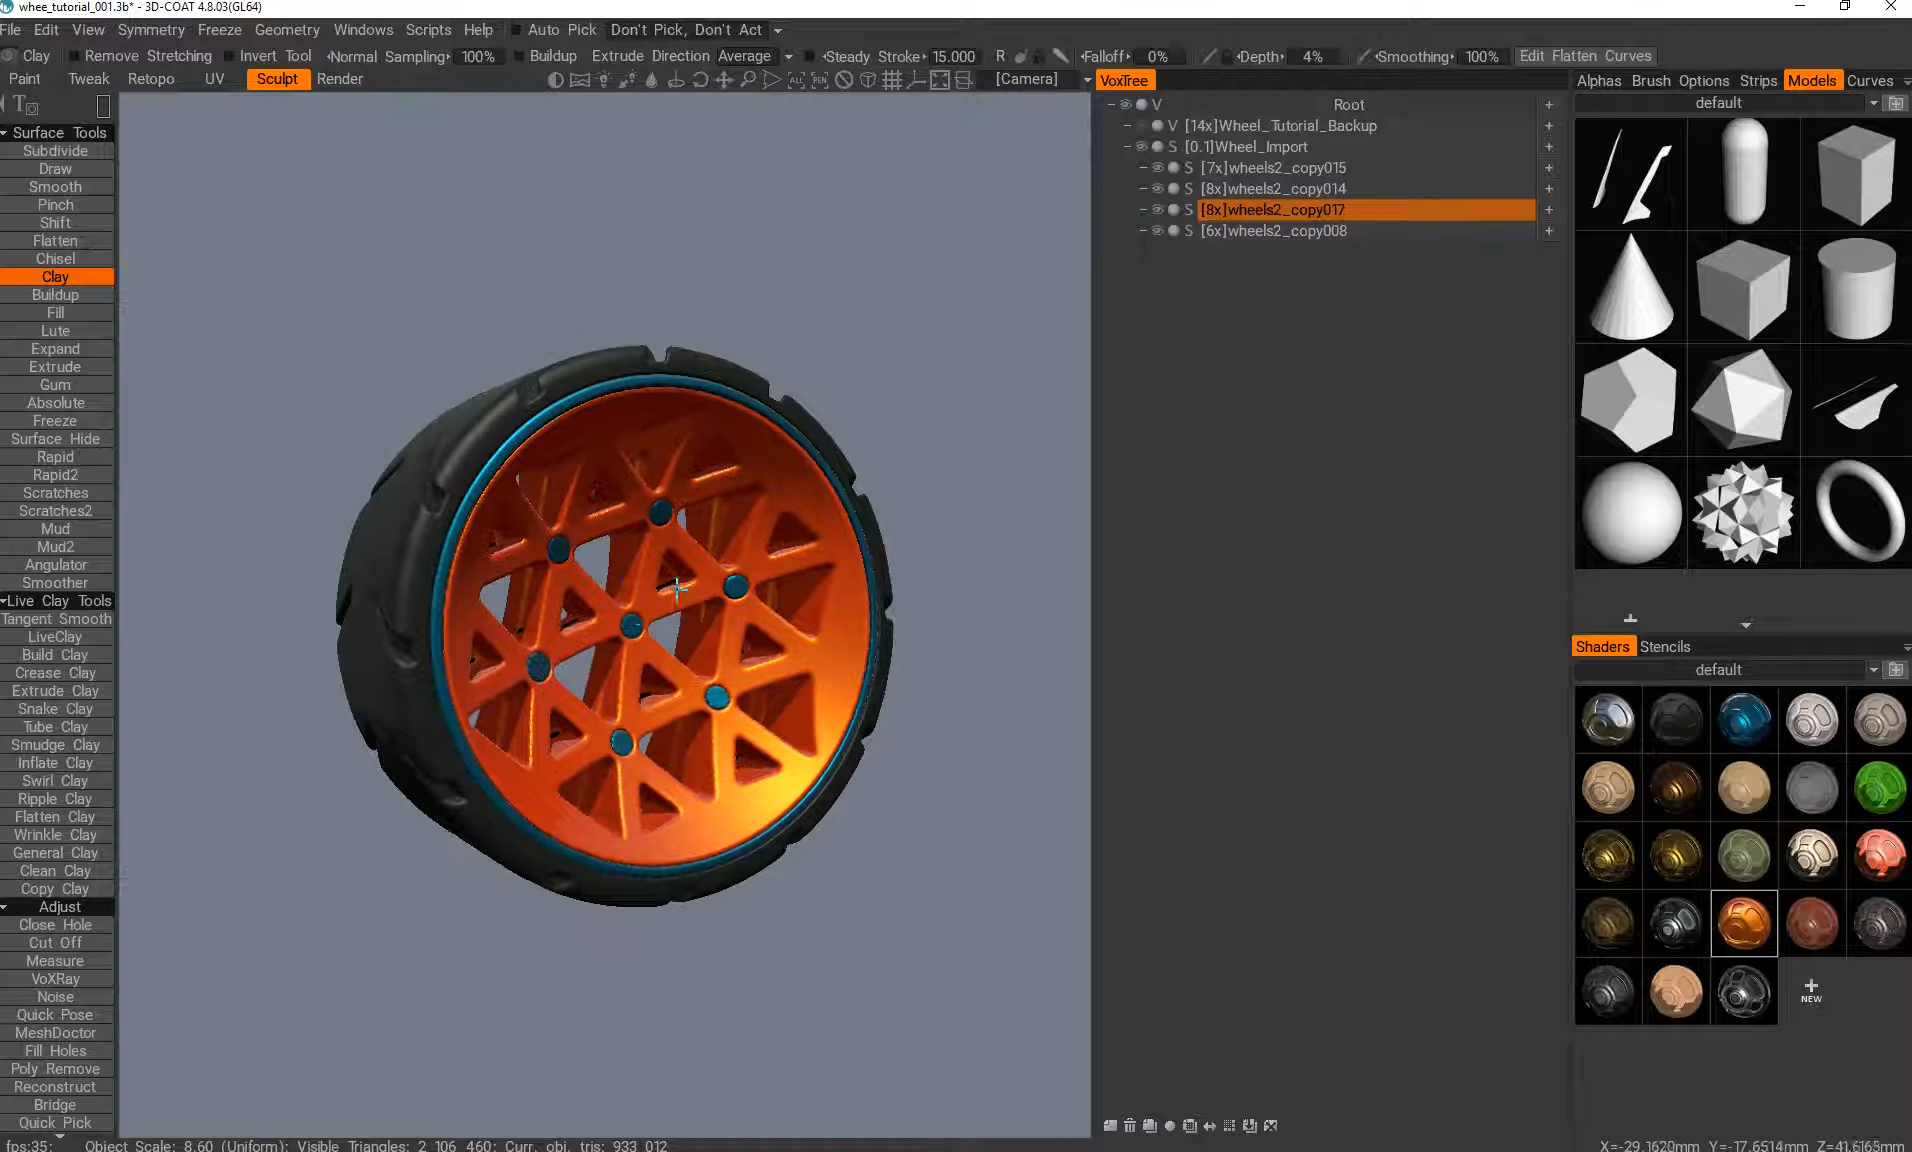 whee_tutorial_001.3b* - 3D-COAT 4.8.03(GL64)
File Edit View Symmetry Freeze Geometry Windows Scripts Help Auto Pick Don't Pick, Don't Act
Clay Remove Stretching Invert Tool Normal Sampling 100% Buildup Extrude Direction Average Steady Stroke 15.000 R Falloff 0% Depth 4% Smoothing 100% Edit Flatten Curves
Paint Tweak Retopo UV Sculpt Render ALL PEN [Camera] VoxTree Alphas Brush Options Strips Models Curves
T
default
Root
V
V [14x]Wheel_Tutorial_Backup
S [0.1]Wheel_Import
S [7x]wheels2_copy015
S [8x]wheels2_copy014
S [8x]wheels2_copy017
S [6x]wheels2_copy008
Surface Tools
Subdivide
Draw
Smooth
Pinch
Shift
Flatten
Chisel
Clay
Buildup
Fill
Lute
Expand
Extrude
Gum
Absolute
Freeze
Surface Hide
Rapid
Rapid2
Scratches
Scratches2
Mud
Mud2
Angulator
Smoother
Live Clay Tools
Tangent Smooth
LiveClay
Build Clay
Crease Clay
Extrude Clay
Snake Clay
Tube Clay
Smudge Clay
Inflate Clay
Swirl Clay
Ripple Clay
Flatten Clay
Wrinkle Clay
General Clay
Clean Clay
Copy Clay
Adjust
Close Hole
Cut Off
Measure
VoXRay
Noise
Quick Pose
MeshDoctor
Fill Holes
Poly Remove
Reconstruct
Bridge
Quick Pick
Shaders Stencils
default
NEW
fps:35: Object Scale: 8.60 (Uniform): Visible Triangles: 2 106 460: Curr. obj. tris: 933 012
X=-29.1620mm Y=-17.6514mm Z=41.6165mm